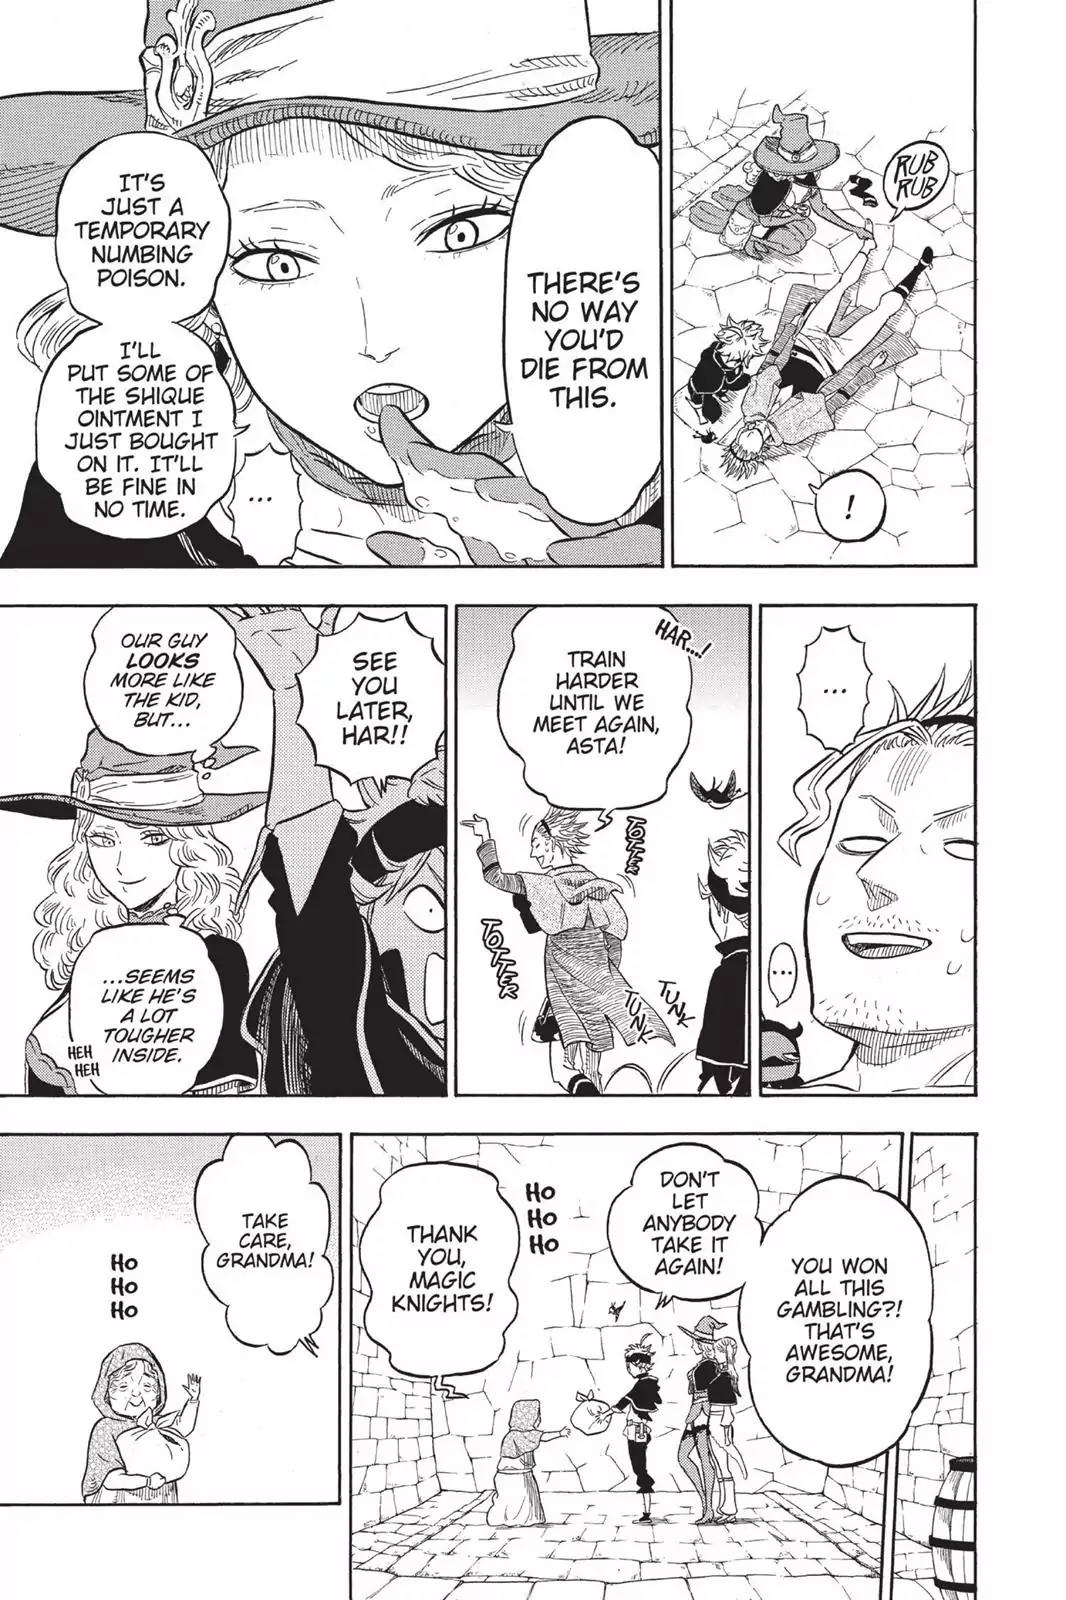 RUB
RUB
!
THERE'S
NO WAY
YOU'D
DIE FROM
THIS.
IT'S
JUST A
TEMPORARY
NUMBING
POISON.
I'LL
PUT SOME OF
THE SHIQUE
OINTMENT I
JUST BOUGHT
ON IT. IT'LL
BE FINE IN
NO TIME.
...
...
...
HAR...!
TRAIN
HARDER
UNTIL WE
MEET AGAIN,
ASTA!
TOTTER
TOTTER
TUNK
TUNK
SEE
YOU
LATER,
HAR!!
OUR GUY
LOOKS
MORE LIKE
THE KID,
BUT...
...SEEMS
LIKE HE'S
A LOT
TOUGHER
INSIDE.
HEH
HEH
YOU WON
ALL THIS
GAMBLING?!
THAT'S
AWESOME,
GRANDMA!
DON'T
LET
ANYBODY
TAKE IT
AGAIN!
HO
HO
HO
THANK
YOU,
MAGIC
KNIGHTS!
TAKE
CARE,
GRANDMA!
HO
HO
HO